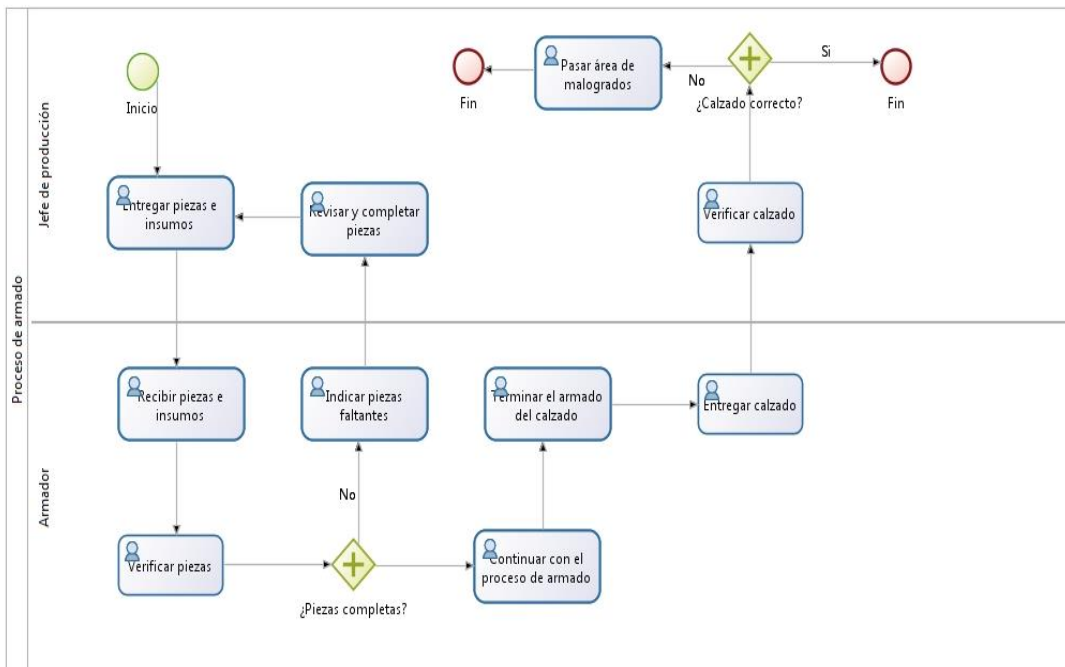 Proceso de armado
Jefe de producción
Inicio
Entregar piezas e
insumos
Revisar y completar
piezas
Fin
Pasar área de
malogrados
No
¿Calzado correcto?
Si
Fin
Verificar calzado
Armador
Recibir piezas e
insumos
Indicar piezas
faltantes
Terminar el armado
del calzado
Entregar calzado
No
Verificar piezas
¿Piezas completas?
Continuar con el
proceso de armado